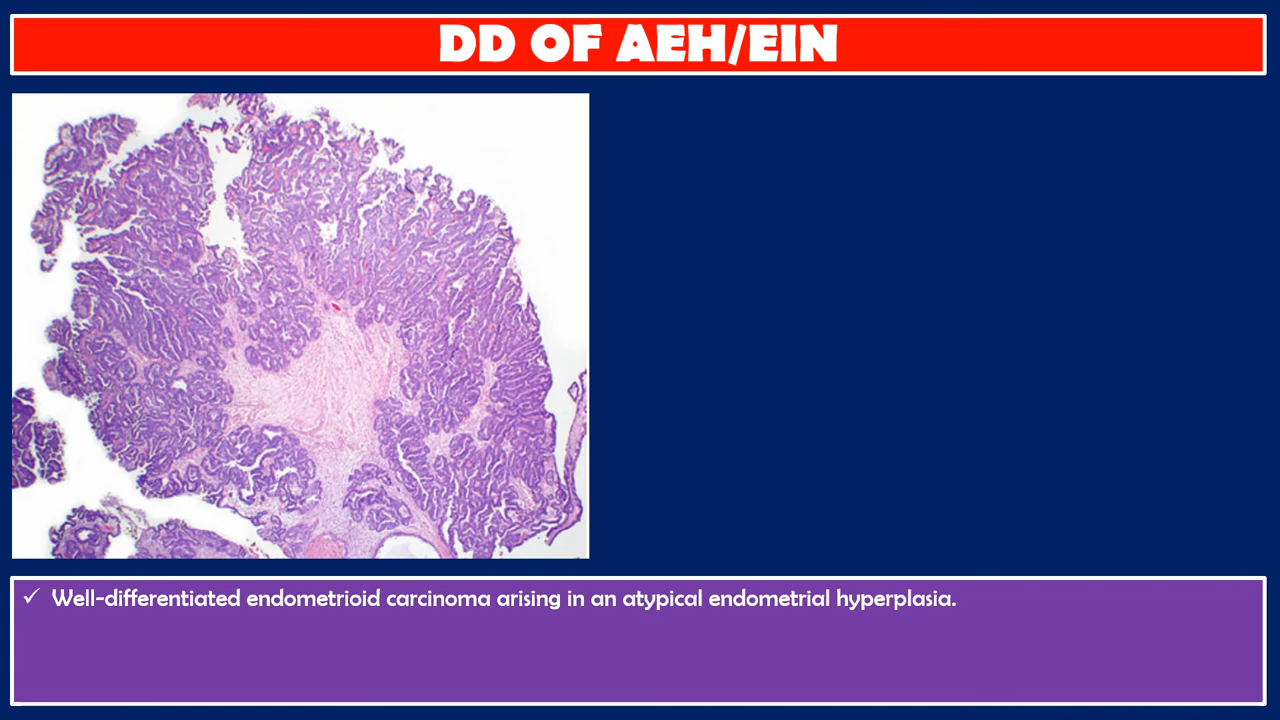 DD OF AEH/EIN
✓ Well-differentiated endometrioid carcinoma arising in an atypical endometrial hyperplasia.